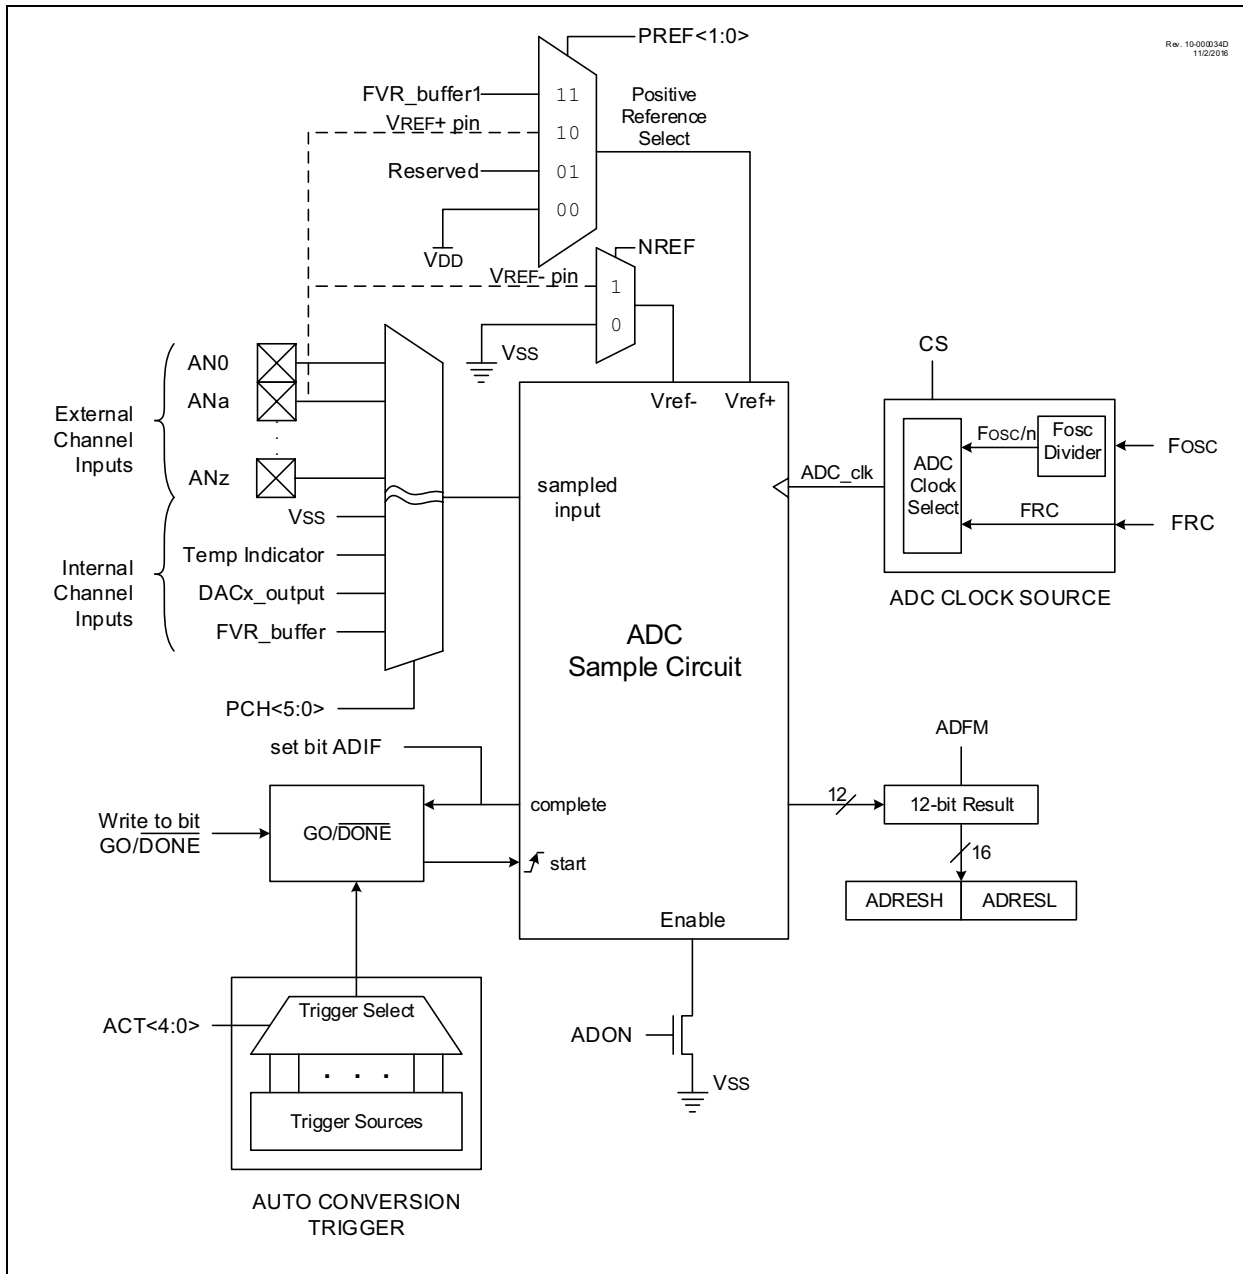 PREF<1:0>
Rev. 10-000034D
11/2/2016
FVR_buffer1
11
Positive
Reference
Select
VREF+ pin
10
Reserved
01
00
VDD
NREF
VREF- pin
1
0
VSS
External
Channel
Inputs
AN0
ANa
ANz
Internal
Channel
Inputs
VSS
Temp Indicator
DACx_output
FVR_buffer
PCH<5:0>
Vref-
Vref+
sampled
input
ADC
Sample Circuit
CS
ADC_clk
ADC
Clock
Select
FOSC/n
Fosc
Divider
FOSC
FRC
FRC
ADC CLOCK SOURCE
set bit ADIF
Write to bit
GO/DONE
GO/DONE
complete
start
Enable
ADFM
12
12-bit Result
16
ADRESH
ADRESL
ACT<4:0>
Trigger Select
. . .
Trigger Sources
AUTO CONVERSION
TRIGGER
ADON
VSS